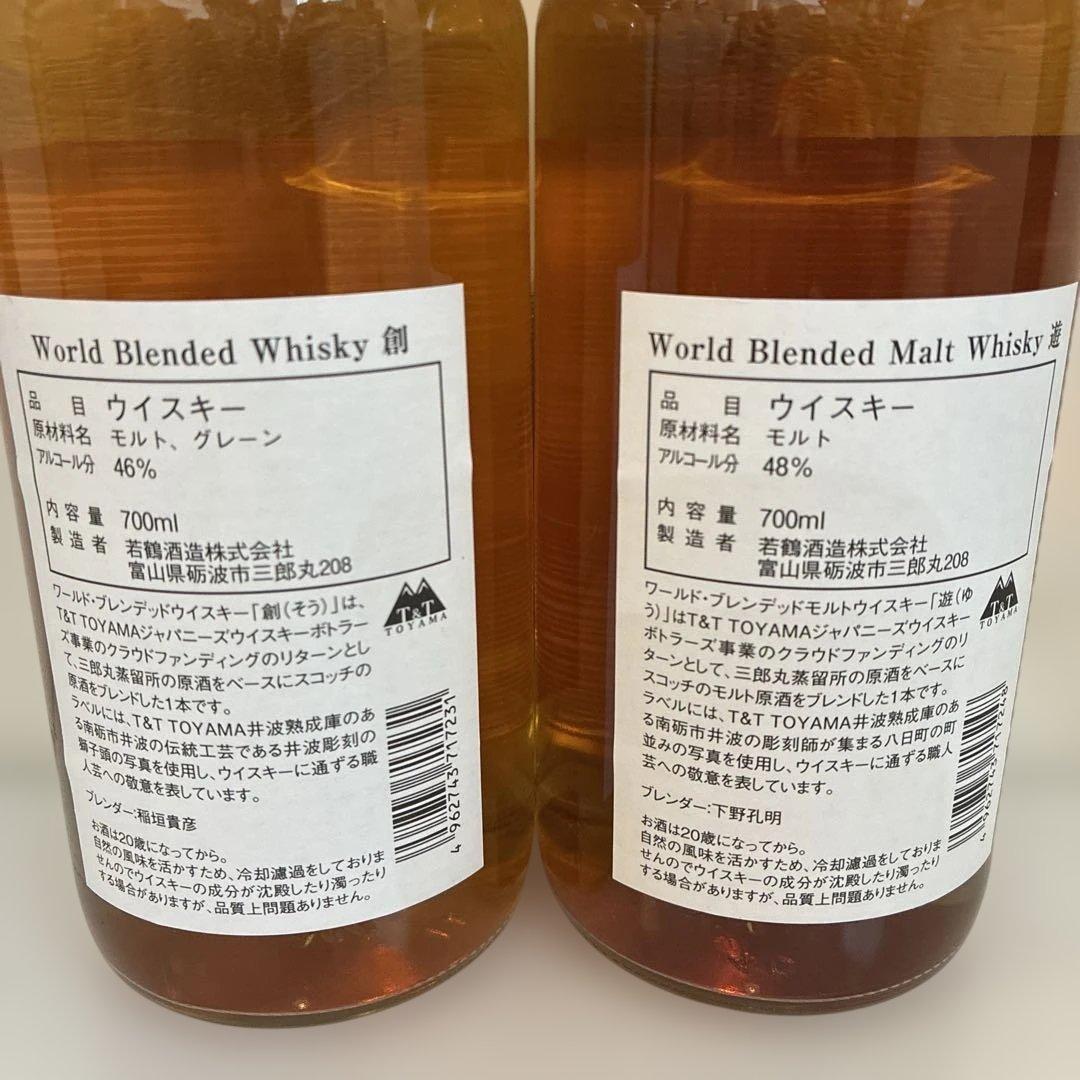 World Blended Whisky 創
品目 ウイスキー
原材料名 モルト、グレーン
アルコール分 46%
内容量 700ml
製造者 若鶴酒造株式会社
富山県砺波市三郎丸208
ワールド・ブレンデッドウイスキー「創(そう)」は、
T&T TOYAMAジャパニーズウイスキーボトラー
ズ事業のクラウドファンディングのリターンとし
て、三郎丸蒸留所の原酒をベースにスコッチの
原酒をブレンドした1本です。
ラベルには、T&T TOYAMA井波熟成庫のあ
る南砺市井波の伝統工芸である井波彫刻の
獅子頭の写真を使用し、ウイスキーに通ずる職
人芸への敬意を表しています。
ブレンダー:稲垣貴彦
お酒は20歳になってから。
自然の風味を活かすため、冷却濾過をしておりま
せんのでウイスキーの成分が沈殿したり濁ったり
する場合がありますが、品質上問題ありません。
T&T
TOYAMA
4 962743 717231
World Blended Malt Whisky 遊
品目 ウイスキー
原材料名 モルト
アルコール分 48%
内容量 700ml
製造者 若鶴酒造株式会社
富山県砺波市三郎丸208
ワールド・ブレンデッドモルトウイスキー「遊(ゆ
う)」はT&T TOYAMAジャパニーズウイスキー
ボトラーズ事業のクラウドファンディングのリ
ターンとして、三郎丸蒸留所の原酒をベースに
スコッチのモルト原酒をブレンドした1本です。
ラベルには、T&T TOYAMA井波熟成庫のあ
る南砺市井波の彫刻師が集まる八日町の町
並みの写真を使用し、ウイスキーに通ずる職人
芸への敬意を表しています。
ブレンダー:下野孔明
お酒は20歳になってから。
自然の風味を活かすため、冷却濾過をしておりま
せんのでウイスキーの成分が沈殿したり濁ったり
する場合がありますが、品質上問題ありません。
T&T
TOYAMA
4 962743 717248